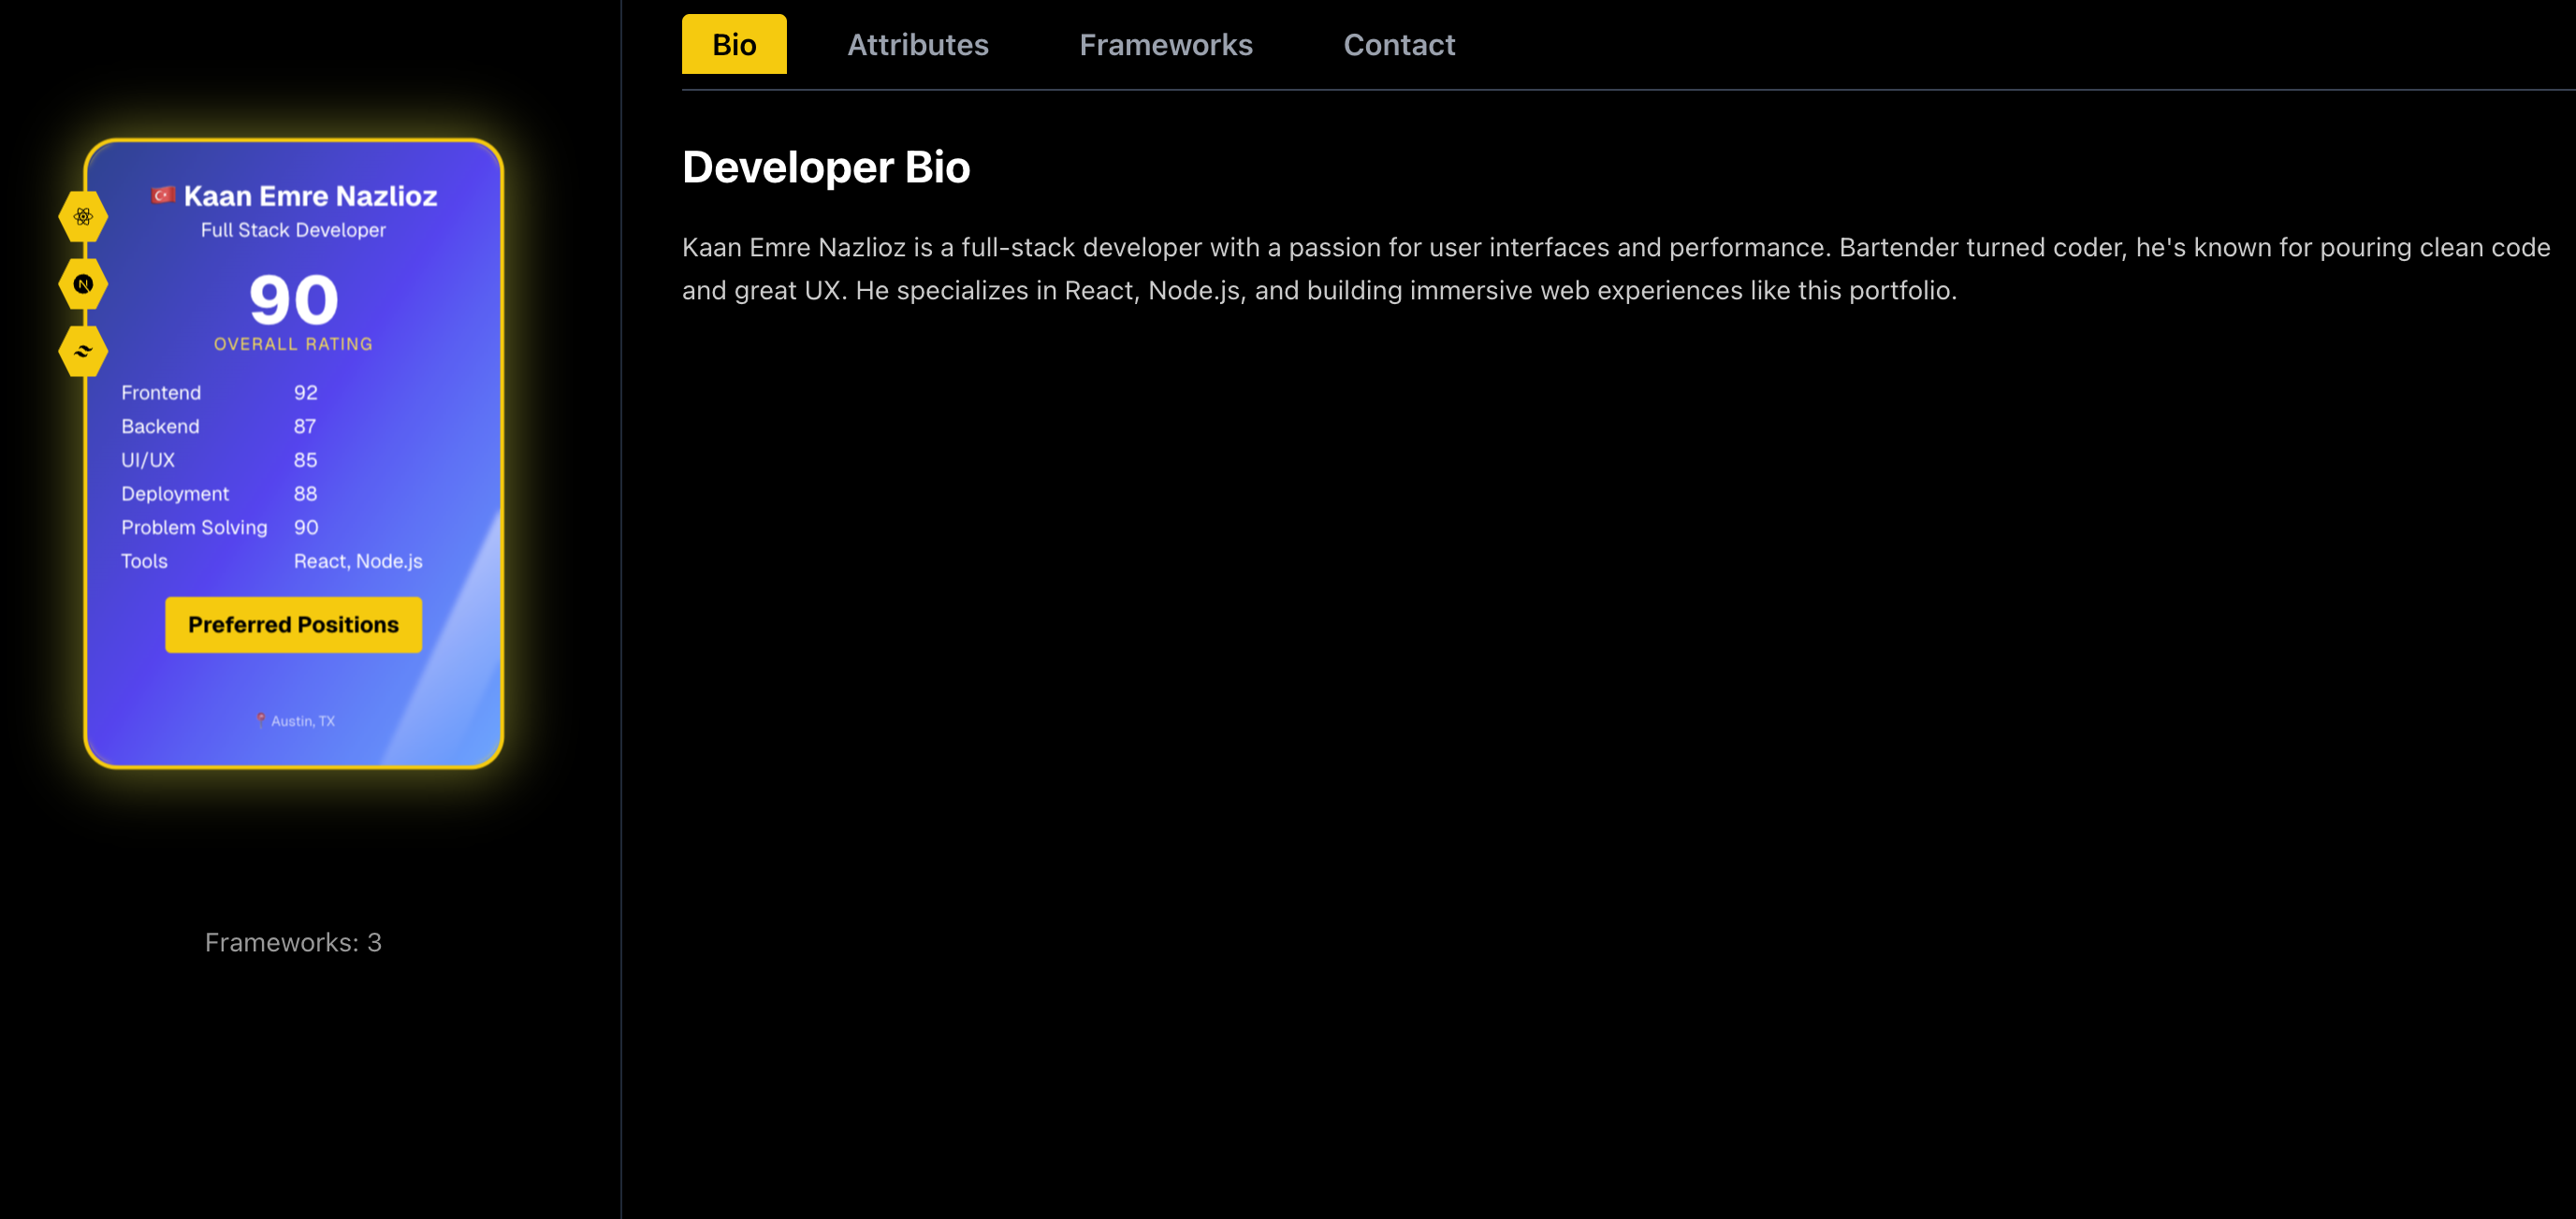 Bio Attributes Frameworks Contact
🇹🇷 Kaan Emre Nazlioz
Full Stack Developer
90
OVERALL RATING
Frontend 92
Backend 87
UI/UX 85
Deployment 88
Problem Solving 90
Tools React, Node.js
Preferred Positions
📍 Austin, TX
Frameworks: 3
Developer Bio
Kaan Emre Nazlioz is a full-stack developer with a passion for user interfaces and performance. Bartender turned coder, he's known for pouring clean code
and great UX. He specializes in React, Node.js, and building immersive web experiences like this portfolio.